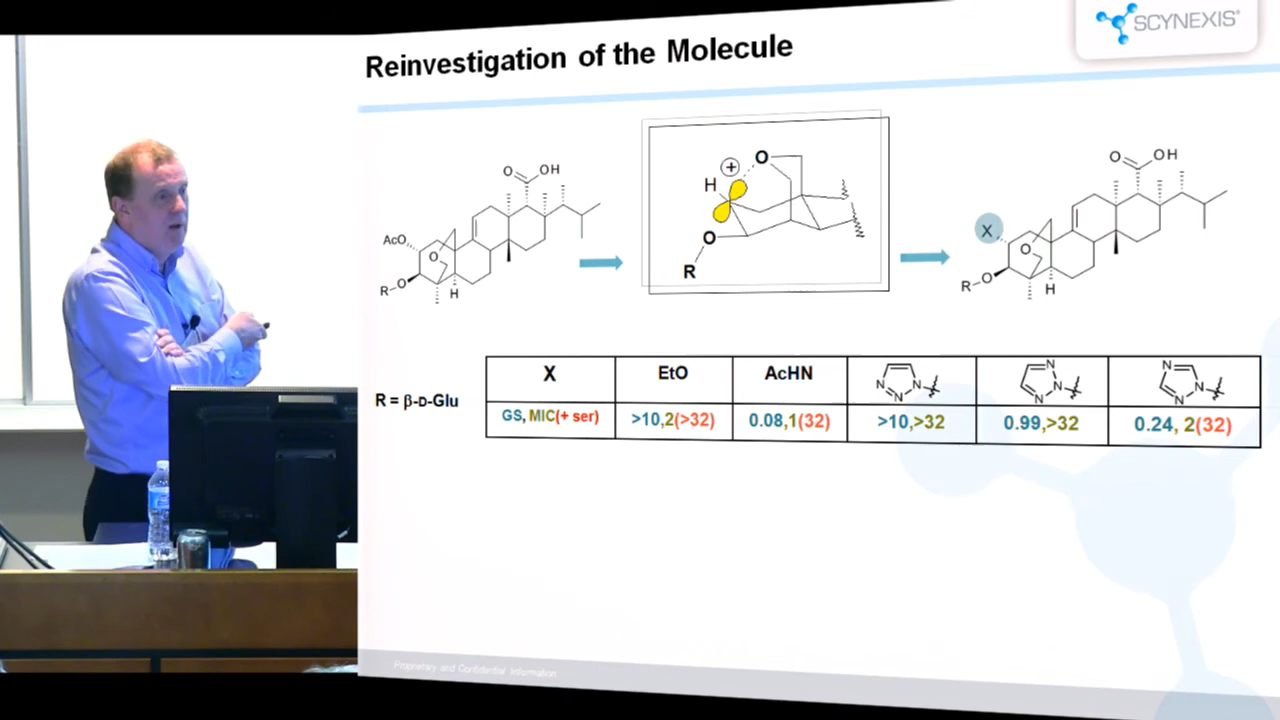 SCYNEXIS®
Reinvestigation of the Molecule
O OH
AcO
O
R O
H
+
O
H
O
R
O OH
X
O
R O
H
R = β-D-Glu
X EtO AcHN N N N N N N N N N
GS, MIC(+ ser) >10,2(>32) 0.08,1(32) >10,>32 0.99,>32 0.24, 2(32)
Proprietary and Confidential Information